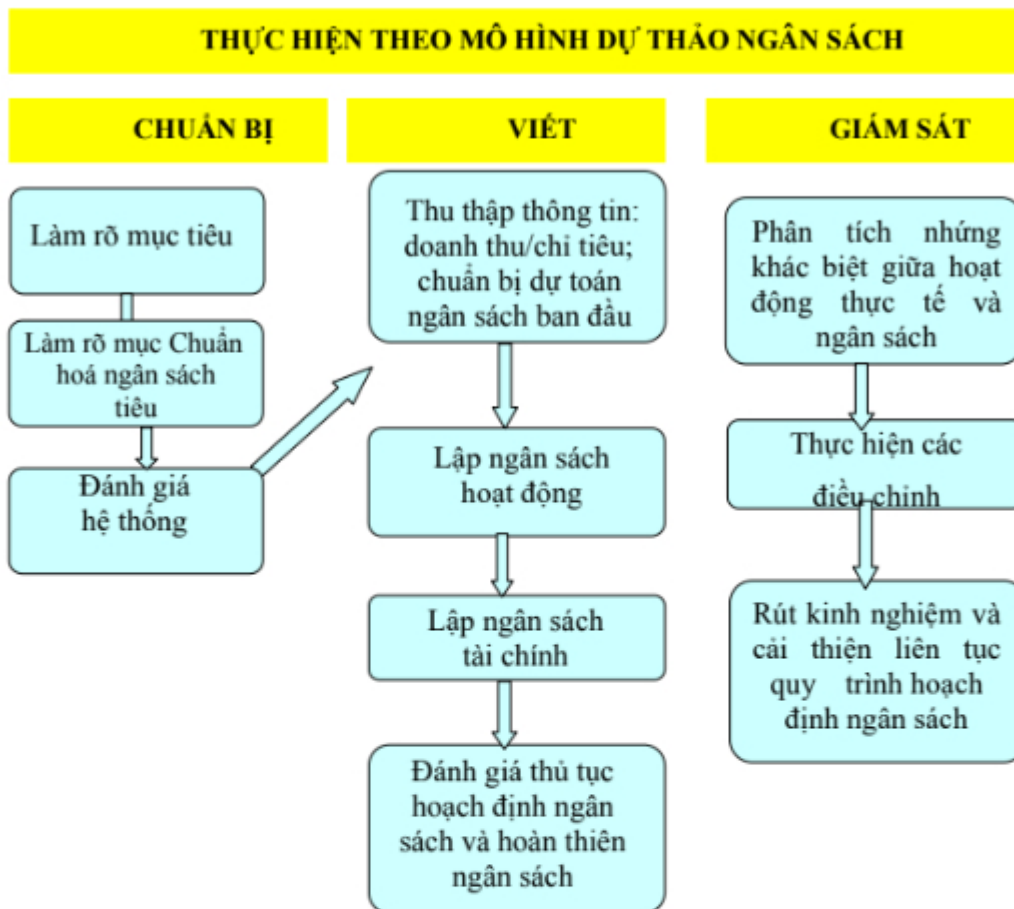 THỰC HIỆN THEO MÔ HÌNH DỰ THẢO NGÂN SÁCH
CHUẨN BỊ
Làm rõ mục tiêu
Làm rõ mục Chuẩn
hoá ngân sách
tiêu
Đánh giá
hệ thống
VIẾT
Thu thập thông tin:
doanh thu/chi tiêu;
chuẩn bị dự toán
ngân sách ban đầu
Lập ngân sách
hoạt động
Lập ngân sách
tài chính
Đánh giá thủ tục
hoạch định ngân
sách và hoàn thiên
ngân sách
GIÁM SÁT
Phân tích những
khác biệt giữa hoạt
động thực tế và
ngân sách
Thực hiện các
điều chỉnh
Rút kinh nghiệm và
cải thiện liên tục
quy trình hoạch
định ngân sách